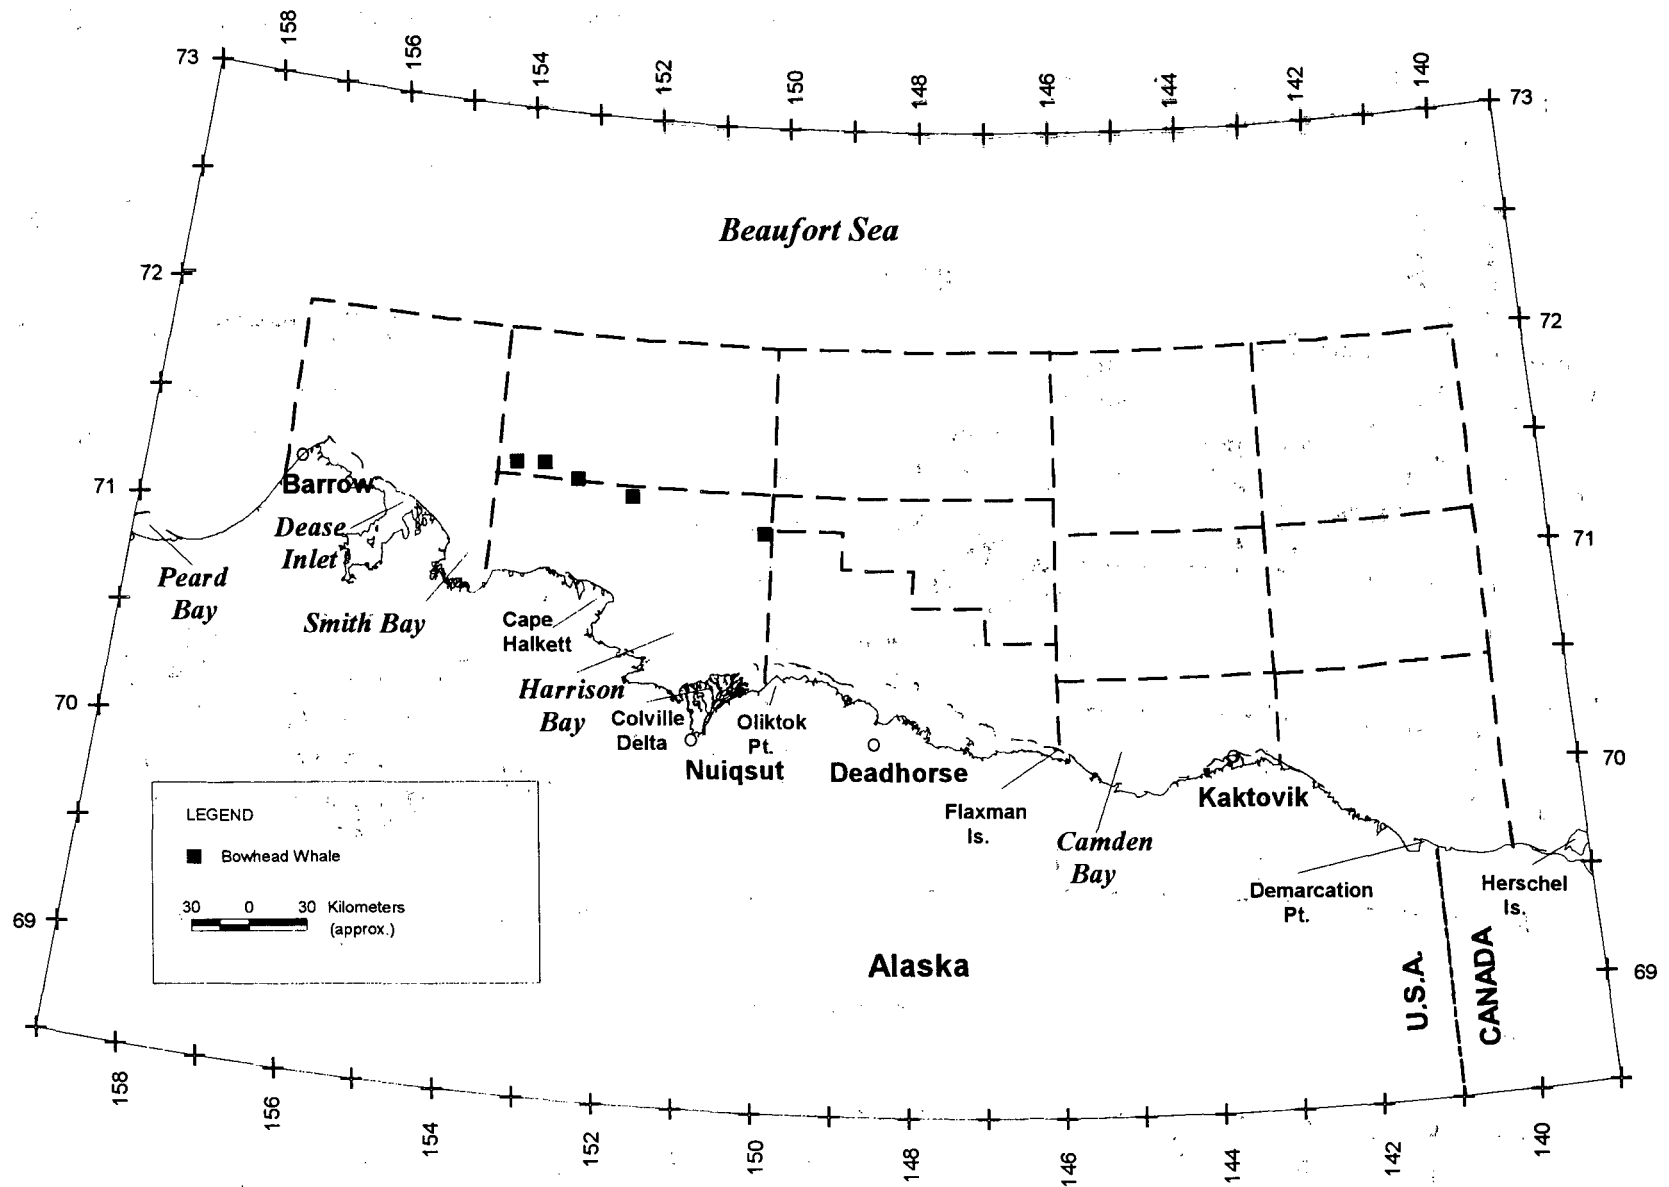 158
156
154
152
150
148
146
144
142
140
73
73
Beaufort Sea
72
72
71
71
Barrow
Dease
Inlet
Peard
Bay
Smith Bay
Cape
Halkett
Harrison
Bay
Colville
Delta
Oliktok
Pt.
Nuiqsut
Deadhorse
Flaxman
Is.
Camden
Bay
Kaktovik
Demarcation
Pt.
Herschel
Is.
70
70
LEGEND
Bowhead Whale
30 0 30 Kilometers
(approx.)
69
69
Alaska
U.S.A.
CANADA
158
156
154
152
150
148
146
144
142
140